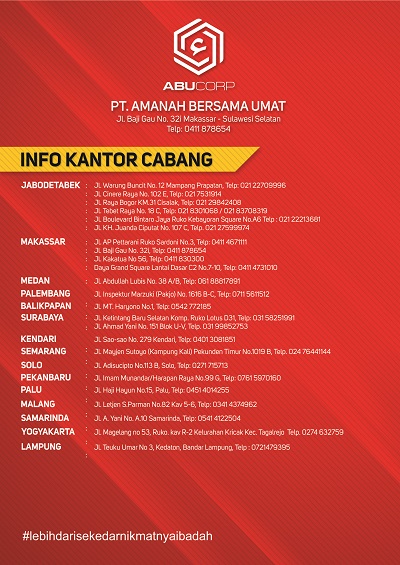 ABUCORP
PT. AMANAH BERSAMA UMAT
Jl. Baji Gau No. 32I Makassar - Sulawesi Selatan
Telp: 0411 878654
INFO KANTOR CABANG
JABODETABEK : Jl. Warung Buncit No. 12 Mampang Prapatan, Telp: 021 22709996
: Jl. Cinere Raya No. 102 E, Telp: 021 7531914
: Jl. Raya Bogor KM.31 Cisalak, Telp: 021 29842408
: Jl. Tebet Raya No. 18 C, Telp: 021 8301068 / 021 83708319
: Jl. Boulevard Bintaro Jaya Ruko Kebayoran Square No.A6 Telp : 021 22213681
: Jl. KH. Juanda Ciputat No. 107 C, Telp: 021 27599974
MAKASSAR : Jl. AP Pettarani Ruko Sardoni No.3, Telp: 0411 4671111
: Jl. Baji Gau No. 32I, Telp: 0411 878654
: Jl. Kakatua No 56, Telp: 0411 830300
Daya Grand Square Lantai Dasar C2 No.7-10, Telp: 0411 4731010
MEDAN : Jl. Abdullah Lubis No. 38 A/B, Telp: 061 88817891
PALEMBANG : Jl. Inspektur Marzuki (Pakjo) No. 1616 B-C, Telp: 0711 5611512
BALIKPAPAN : Jl. MT. Haryono No.1, Telp: 0542 772185
SURABAYA : Jl. Ketintang Baru Selatan Komp. Ruko Lotus D31, Telp: 031 58251991
: Jl. Ahmad Yani No. 151 Blok U-V, Telp: 031 99852753
KENDARI : Jl. Sao-sao No. 279 Kendari, Telp: 0401 3081851
SEMARANG : Jl. Mayjen Sutoyo (Kampung Kali) Pekunden Timur No.1019 B, Telp: 024 76441144
SOLO : Jl. Adisucipto No.113 B, Solo, Telp: 0271 715713
PEKANBARU : Jl. Imam Munandar/Harapan Raya No.99 G, Telp: 0761 5970160
PALU : Jl. Haji Hayun No.15, Palu, Telp: 0451 4014255
MALANG : Jl. Letjen S.Parman No.82 Kav 5-6, Telp: 0341 4374962
SAMARINDA : Jl. A. Yani No. A.10 Samarinda, Telp: 0541 4122504
YOGYAKARTA : Jl. Magelang no 53, Ruko. kav R-2 Kelurahan Kricak Kec. Tagalrejo Telp. 0274 632759
LAMPUNG : Jl. Teuku Umar No 3, Kedaton, Bandar Lampung, Telp : 0721479395
#lebihdarisekedarnikmatnyaibadah